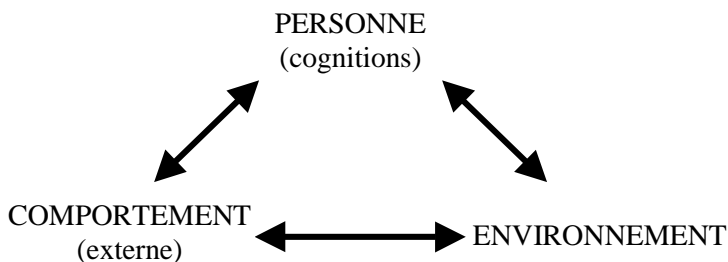 PERSONNE
(cognitions)
COMPORTEMENT
(externe)
ENVIRONNEMENT